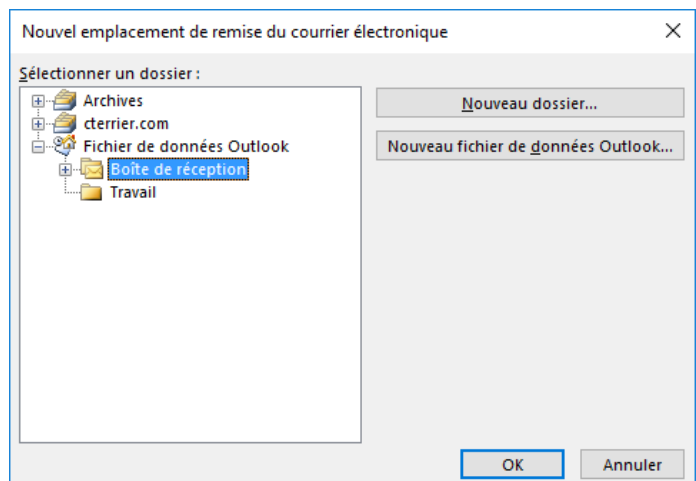 Nouvel emplacement de remise du courrier électronique
Sélectionner un dossier :
Archives
cterrier.com
Fichier de données Outlook
Boîte de réception
Travail
Nouveau dossier...
Nouveau fichier de données Outlook...
OK
Annuler